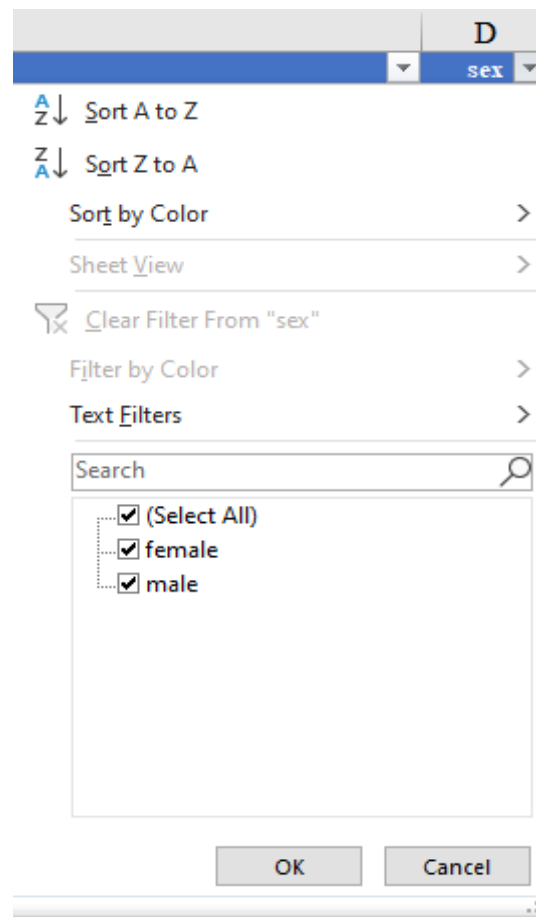 D
sex
Sort A to Z
Sort Z to A
Sort by Color
Sheet View
Clear Filter From "sex"
Filter by Color
Text Filters
Search
(Select All)
female
male
OK Cancel